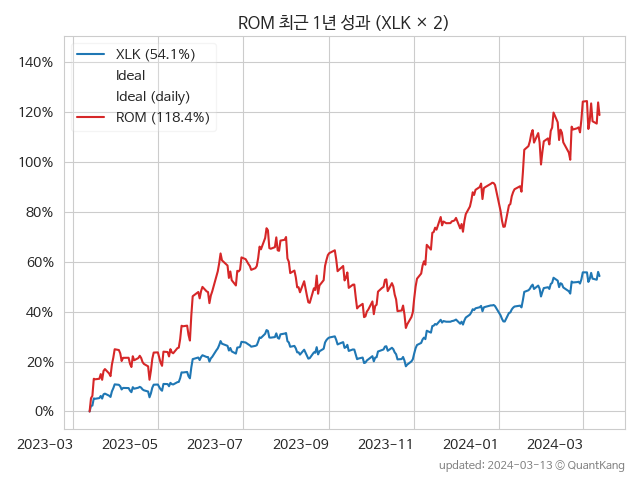 ROM 최근 1년 성과 (XLK × 2)
XLK (54.1%)
Ideal
Ideal (daily)
ROM (118.4%)
140%
120%
100%
80%
60%
40%
20%
0%
2023-03 2023-05 2023-07 2023-09 2023-11 2024-01 2024-03
updated: 2024-03-13 ⓒ QuantKang